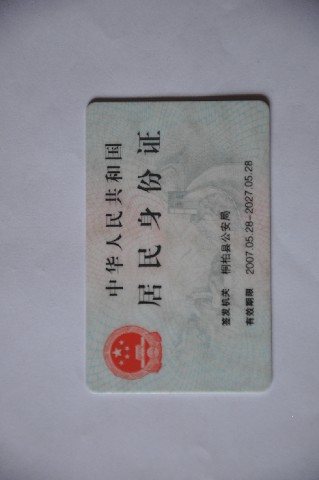 中华人民共和国
居民身份证
签发机关 桐柏县公安局
有效期限 2007.05.28-2027.05.28